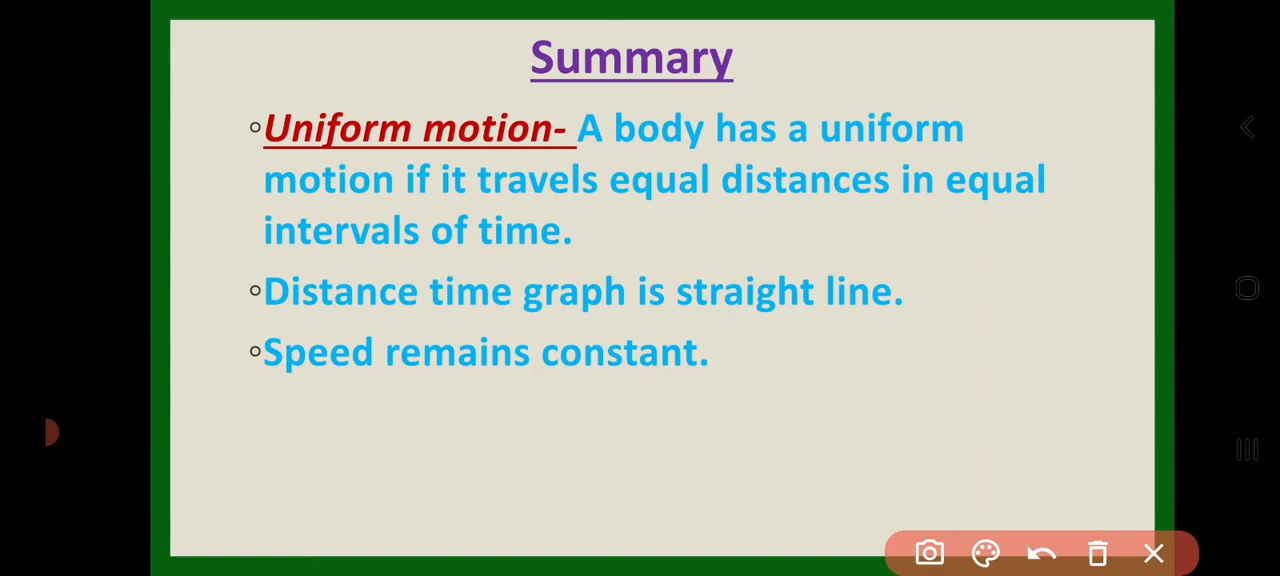 Summary
Uniform motion- A body has a uniform
motion if it travels equal distances in equal
intervals of time.
Distance time graph is straight line.
Speed remains constant.